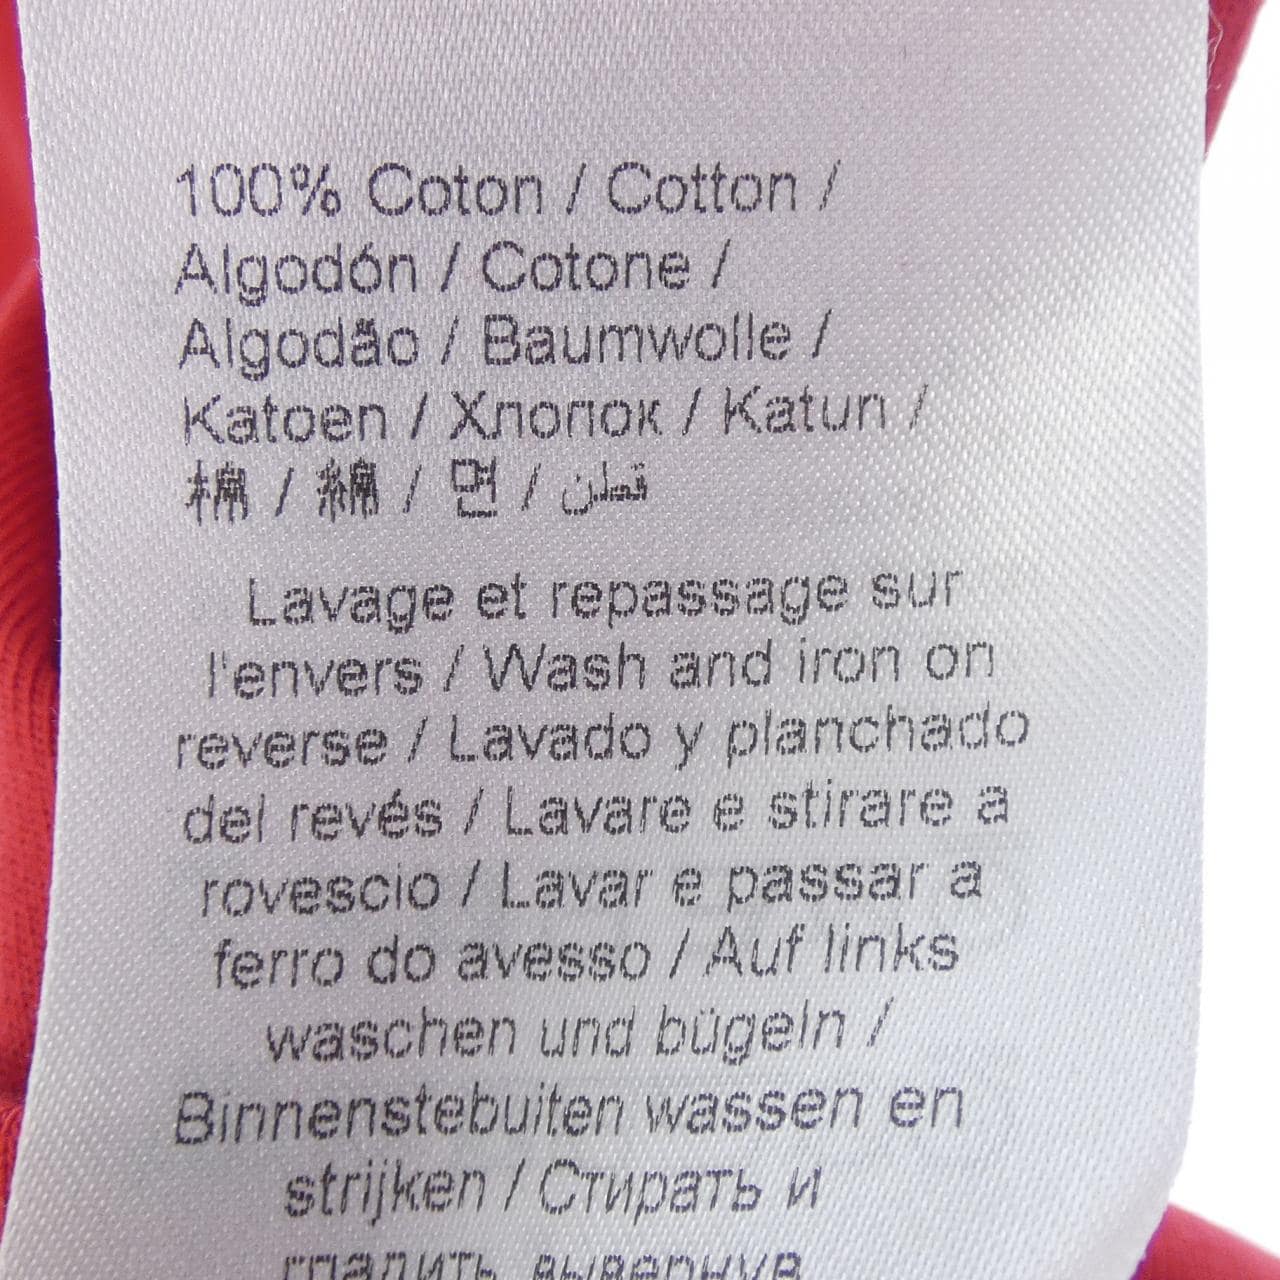 100% Coton / Cotton /
Algodón / Cotone /
Algodão / Baumwolle /
Katoen / Хлопок / Katun /
棉 / 綿 / 면 / قطن
Lavage et repassage sur
l'envers / Wash and iron on
reverse / Lavado y planchado
del revés / Lavare e stirare a
rovescio / Lavar e passar a
ferro do avesso / Auf links
waschen und bügeln /
Binnenstebuiten wassen en
strijken / Стирать и
гладить, вывернув